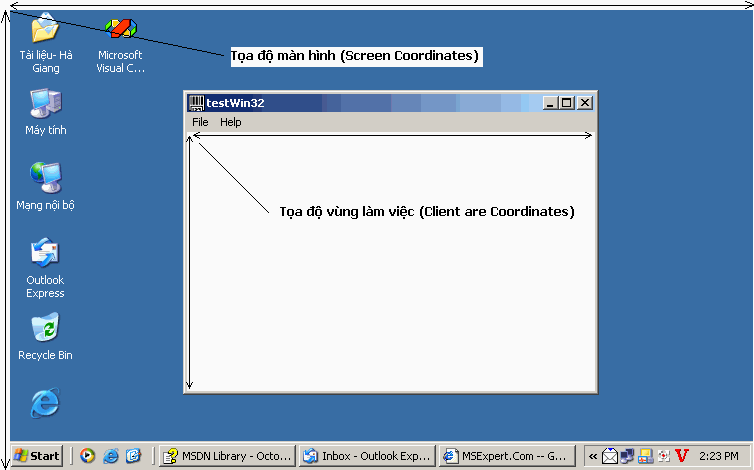 Tài liệu- Hà
Giang
Microsoft
Visual C...
Tọa độ màn hình (Screen Coordinates)
Máy tính
testWin32
File Help
Mạng nội bộ
Tọa độ vùng làm việc (Client are Coordinates)
Outlook
Express
Recycle Bin
Start
MSDN Library - Octo...
Inbox - Outlook Exp...
MSExpert.Com -- G...
« V 2:23 PM